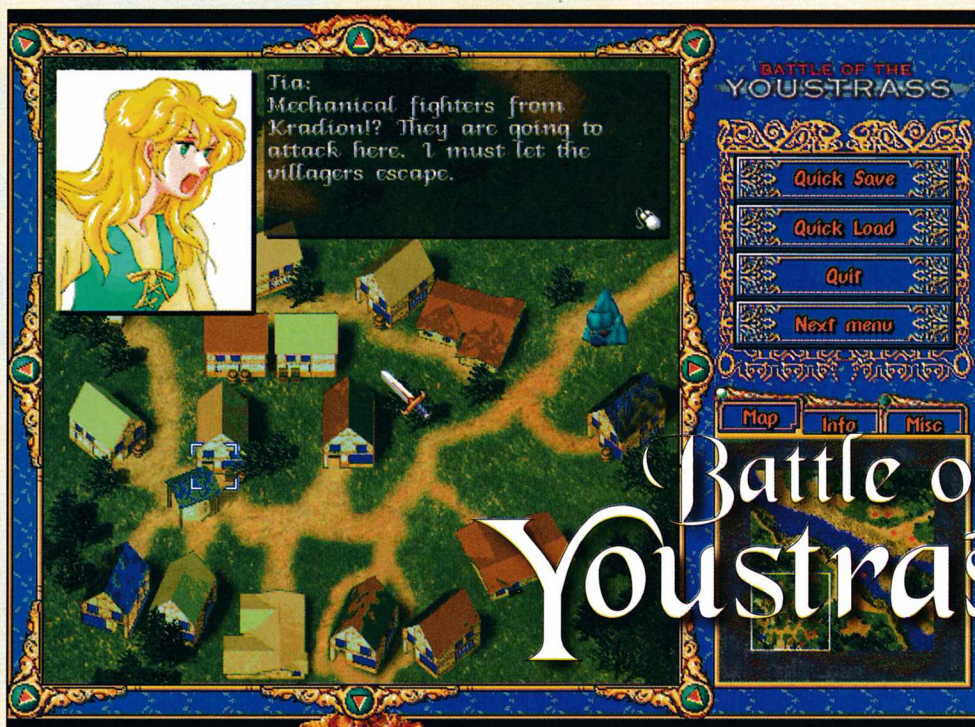 Tia:
Mechanical fighters from
Kradion!? They are going to
attack here. I must let the
villagers escape.
BATTLE OF THE
YOUSTRASS
Quick Save
Quick Load
Quit
Next menu
Map Info Misc
Battle o
Youstras